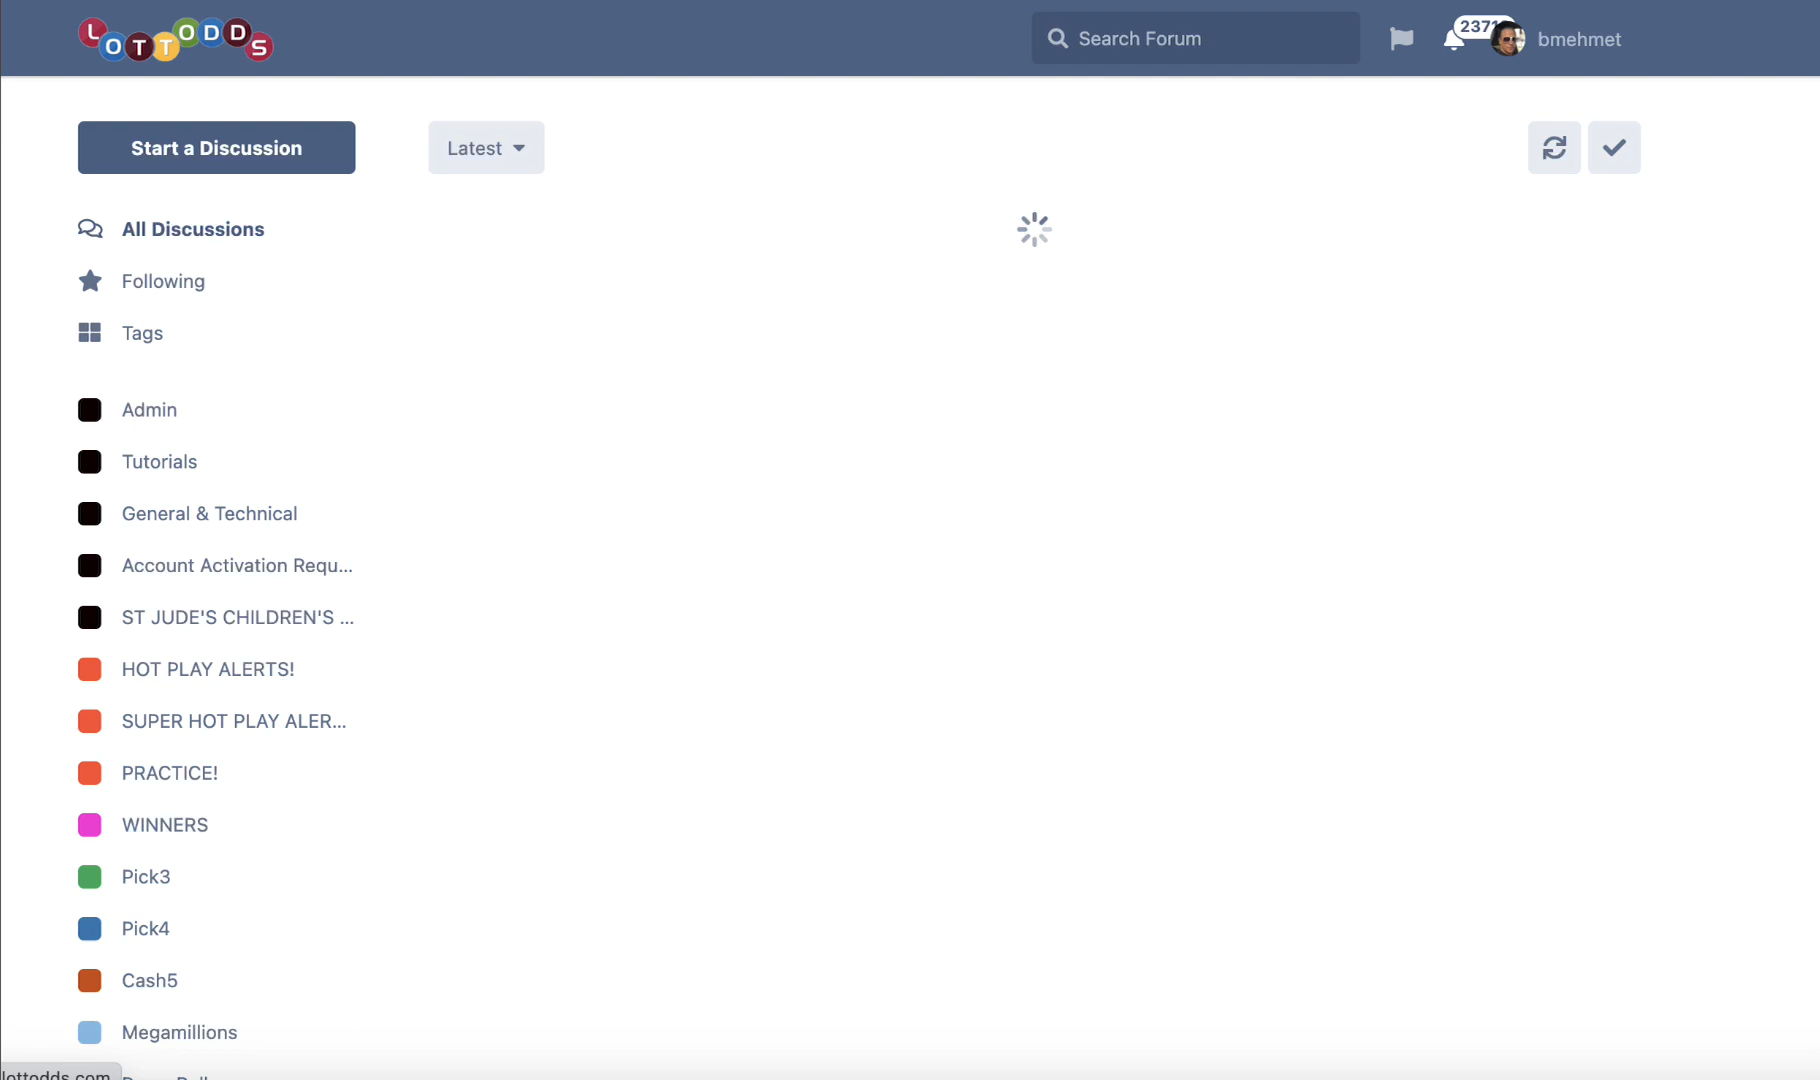 LOTTODDS
Search Forum
2371
bmehmet
Start a Discussion
Latest
All Discussions
Following
Tags
Admin
Tutorials
General & Technical
Account Activation Requ...
ST JUDE'S CHILDREN'S ...
HOT PLAY ALERTS!
SUPER HOT PLAY ALER...
PRACTICE!
WINNERS
Pick3
Pick4
Cash5
Megamillions
lottodds.com